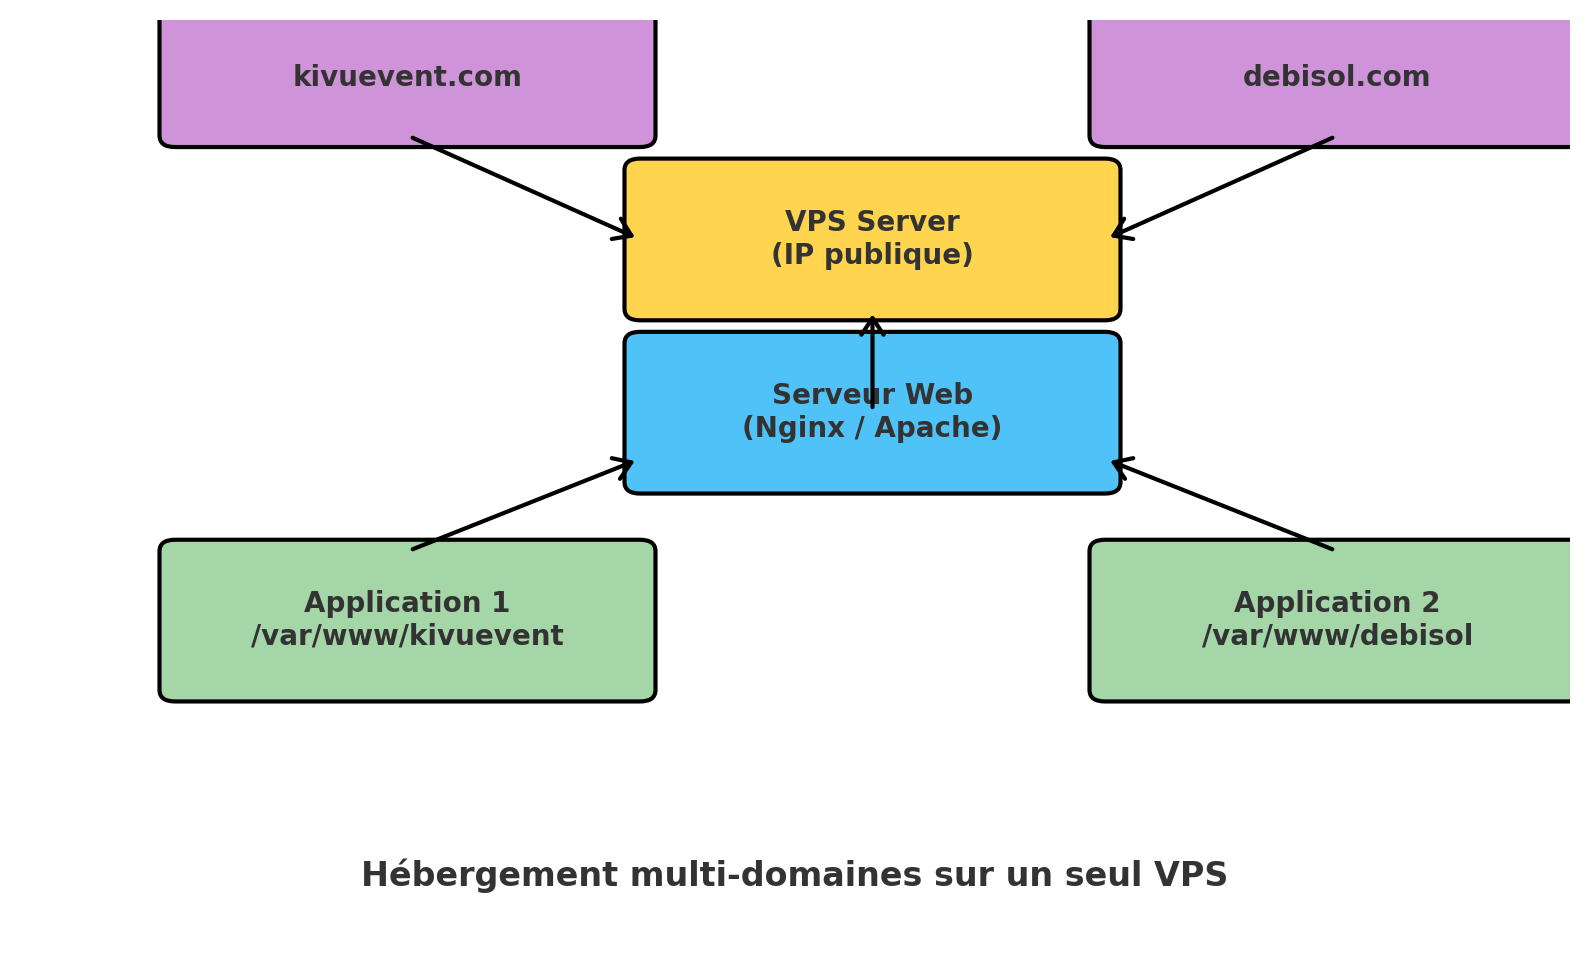 kivuevent.com
debisol.com
VPS Server
(IP publique)
Serveur Web
(Nginx / Apache)
Application 1
/var/www/kivuevent
Application 2
/var/www/debisol
Hébergement multi-domaines sur un seul VPS